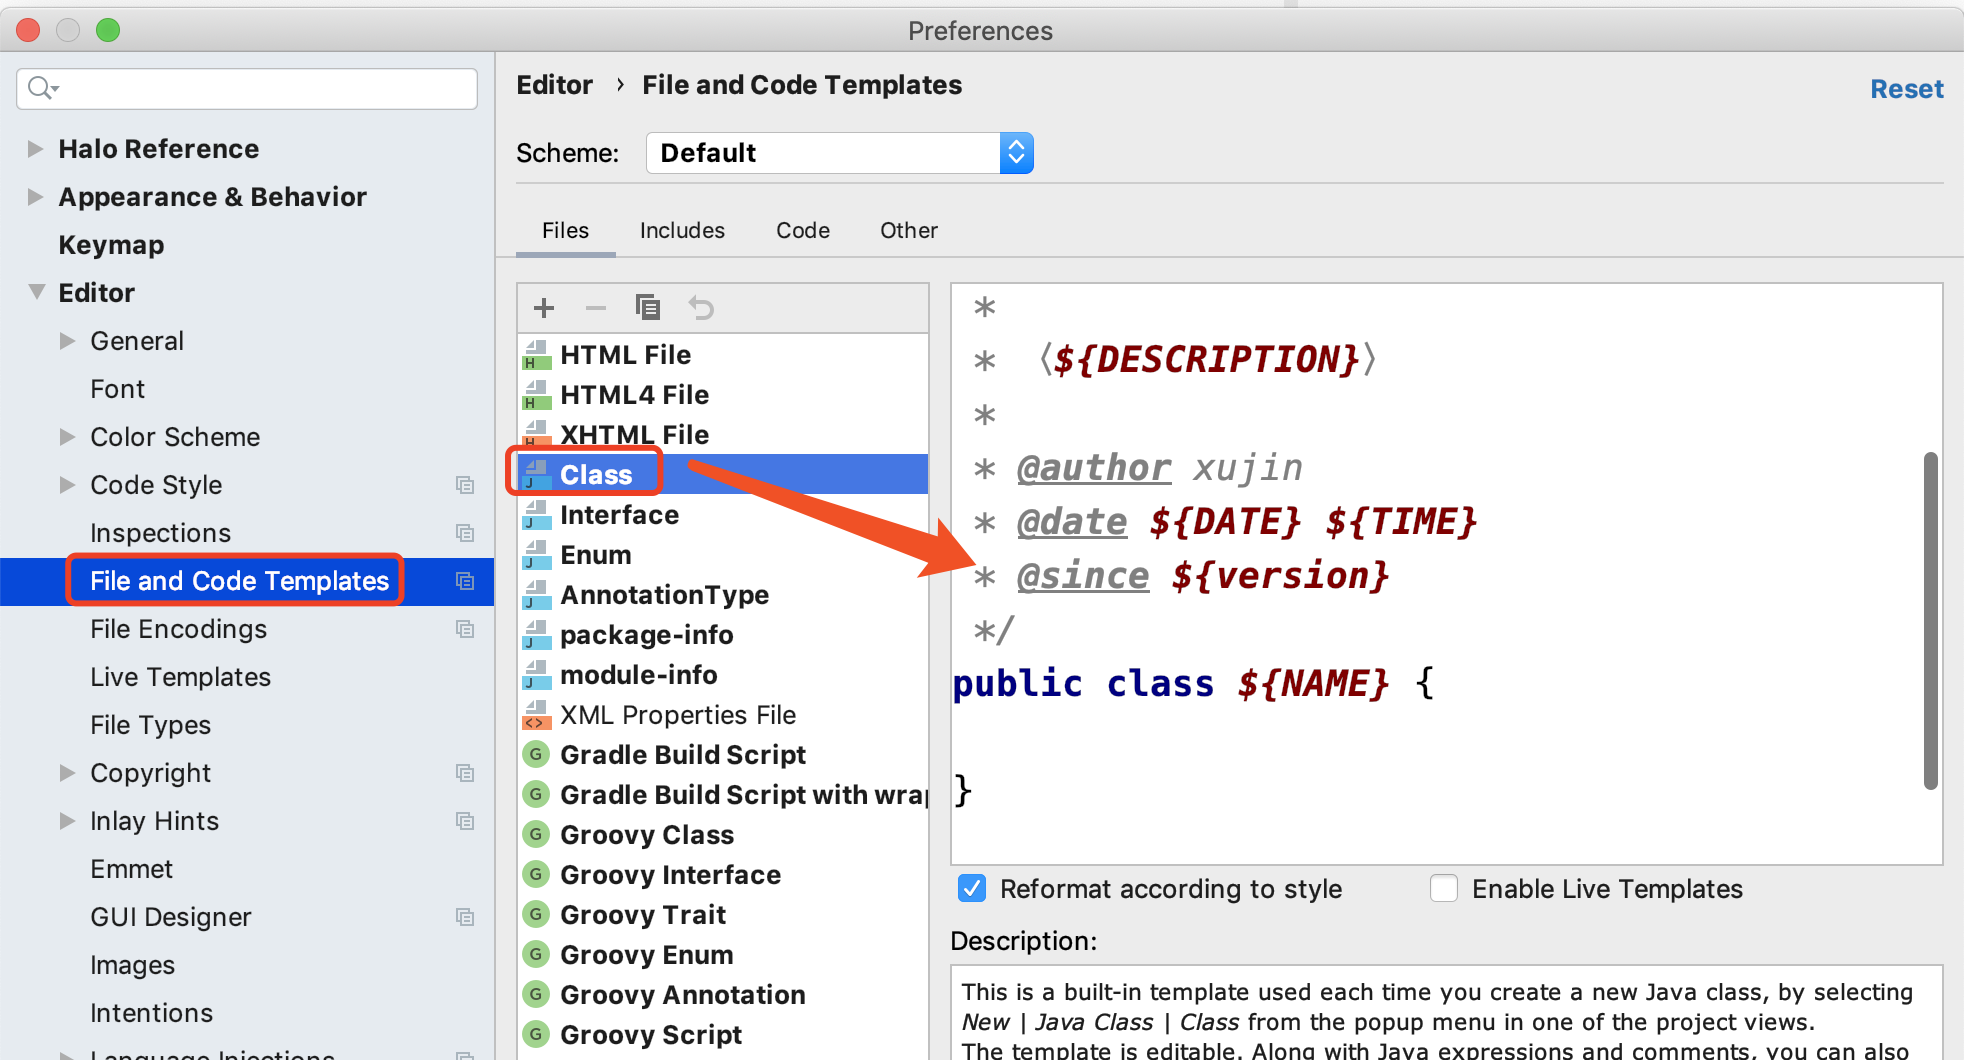 Preferences
Halo Reference
Appearance & Behavior
Keymap
Editor
General
Font
Color Scheme
Code Style
Inspections
File and Code Templates
File Encodings
Live Templates
File Types
Copyright
Inlay Hints
Emmet
GUI Designer
Images
Intentions
Language Injections
Editor › File and Code Templates
Reset
Scheme: Default
Files Includes Code Other
HTML File
HTML4 File
XHTML File
Class
Interface
Enum
AnnotationType
package-info
module-info
XML Properties File
Gradle Build Script
Gradle Build Script with wrap
Groovy Class
Groovy Interface
Groovy Trait
Groovy Enum
Groovy Annotation
Groovy Script
*
* 〈${DESCRIPTION}〉
*
* @author xujin
* @date ${DATE} ${TIME}
* @since ${version}
*/
public class ${NAME} {
}
Reformat according to style
Enable Live Templates
Description:
This is a built-in template used each time you create a new Java class, by selecting
New | Java Class | Class from the popup menu in one of the project views.
The template is editable. Along with Java expressions and comments, you can also